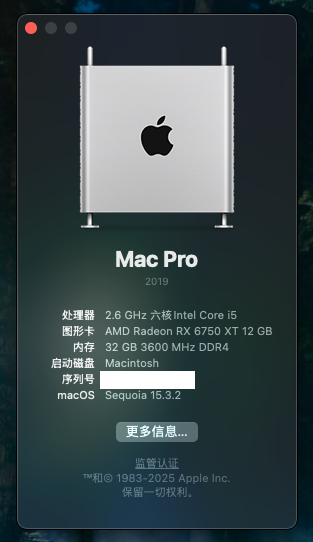 Mac Pro
2019
处理器 2.6 GHz 六核Intel Core i5
图形卡 AMD Radeon RX 6750 XT 12 GB
内存 32 GB 3600 MHz DDR4
启动磁盘 Macintosh
序列号
macOS Sequoia 15.3.2
更多信息...
监管认证
™和© 1983-2025 Apple Inc.
保留一切权利。